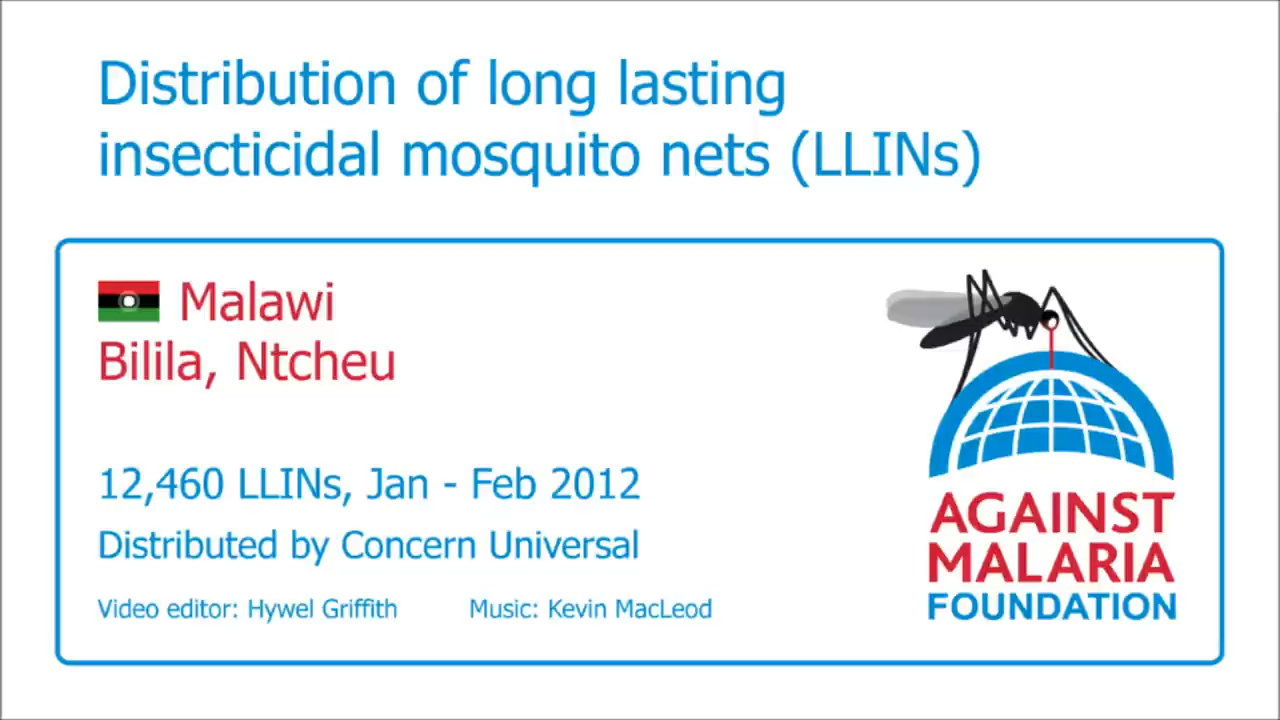 Distribution of long lasting
insecticidal mosquito nets (LLINs)
Malawi
Bilila, Ntcheu
12,460 LLINs, Jan - Feb 2012
Distributed by Concern Universal
Video editor: Hywel Griffith
Music: Kevin MacLeod
AGAINST
MALARIA
FOUNDATION